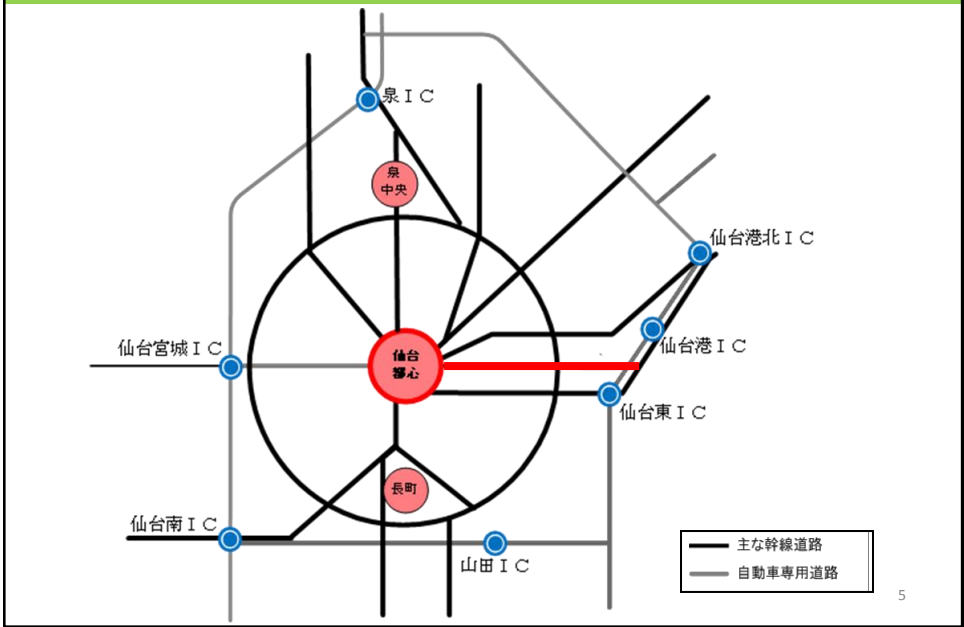 泉ＩＣ
泉
中央
仙台港北ＩＣ
仙台宮城ＩＣ
仙台
都心
仙台港ＩＣ
仙台東ＩＣ
長町
仙台南ＩＣ
山田ＩＣ
主な幹線道路
自動車専用道路
5